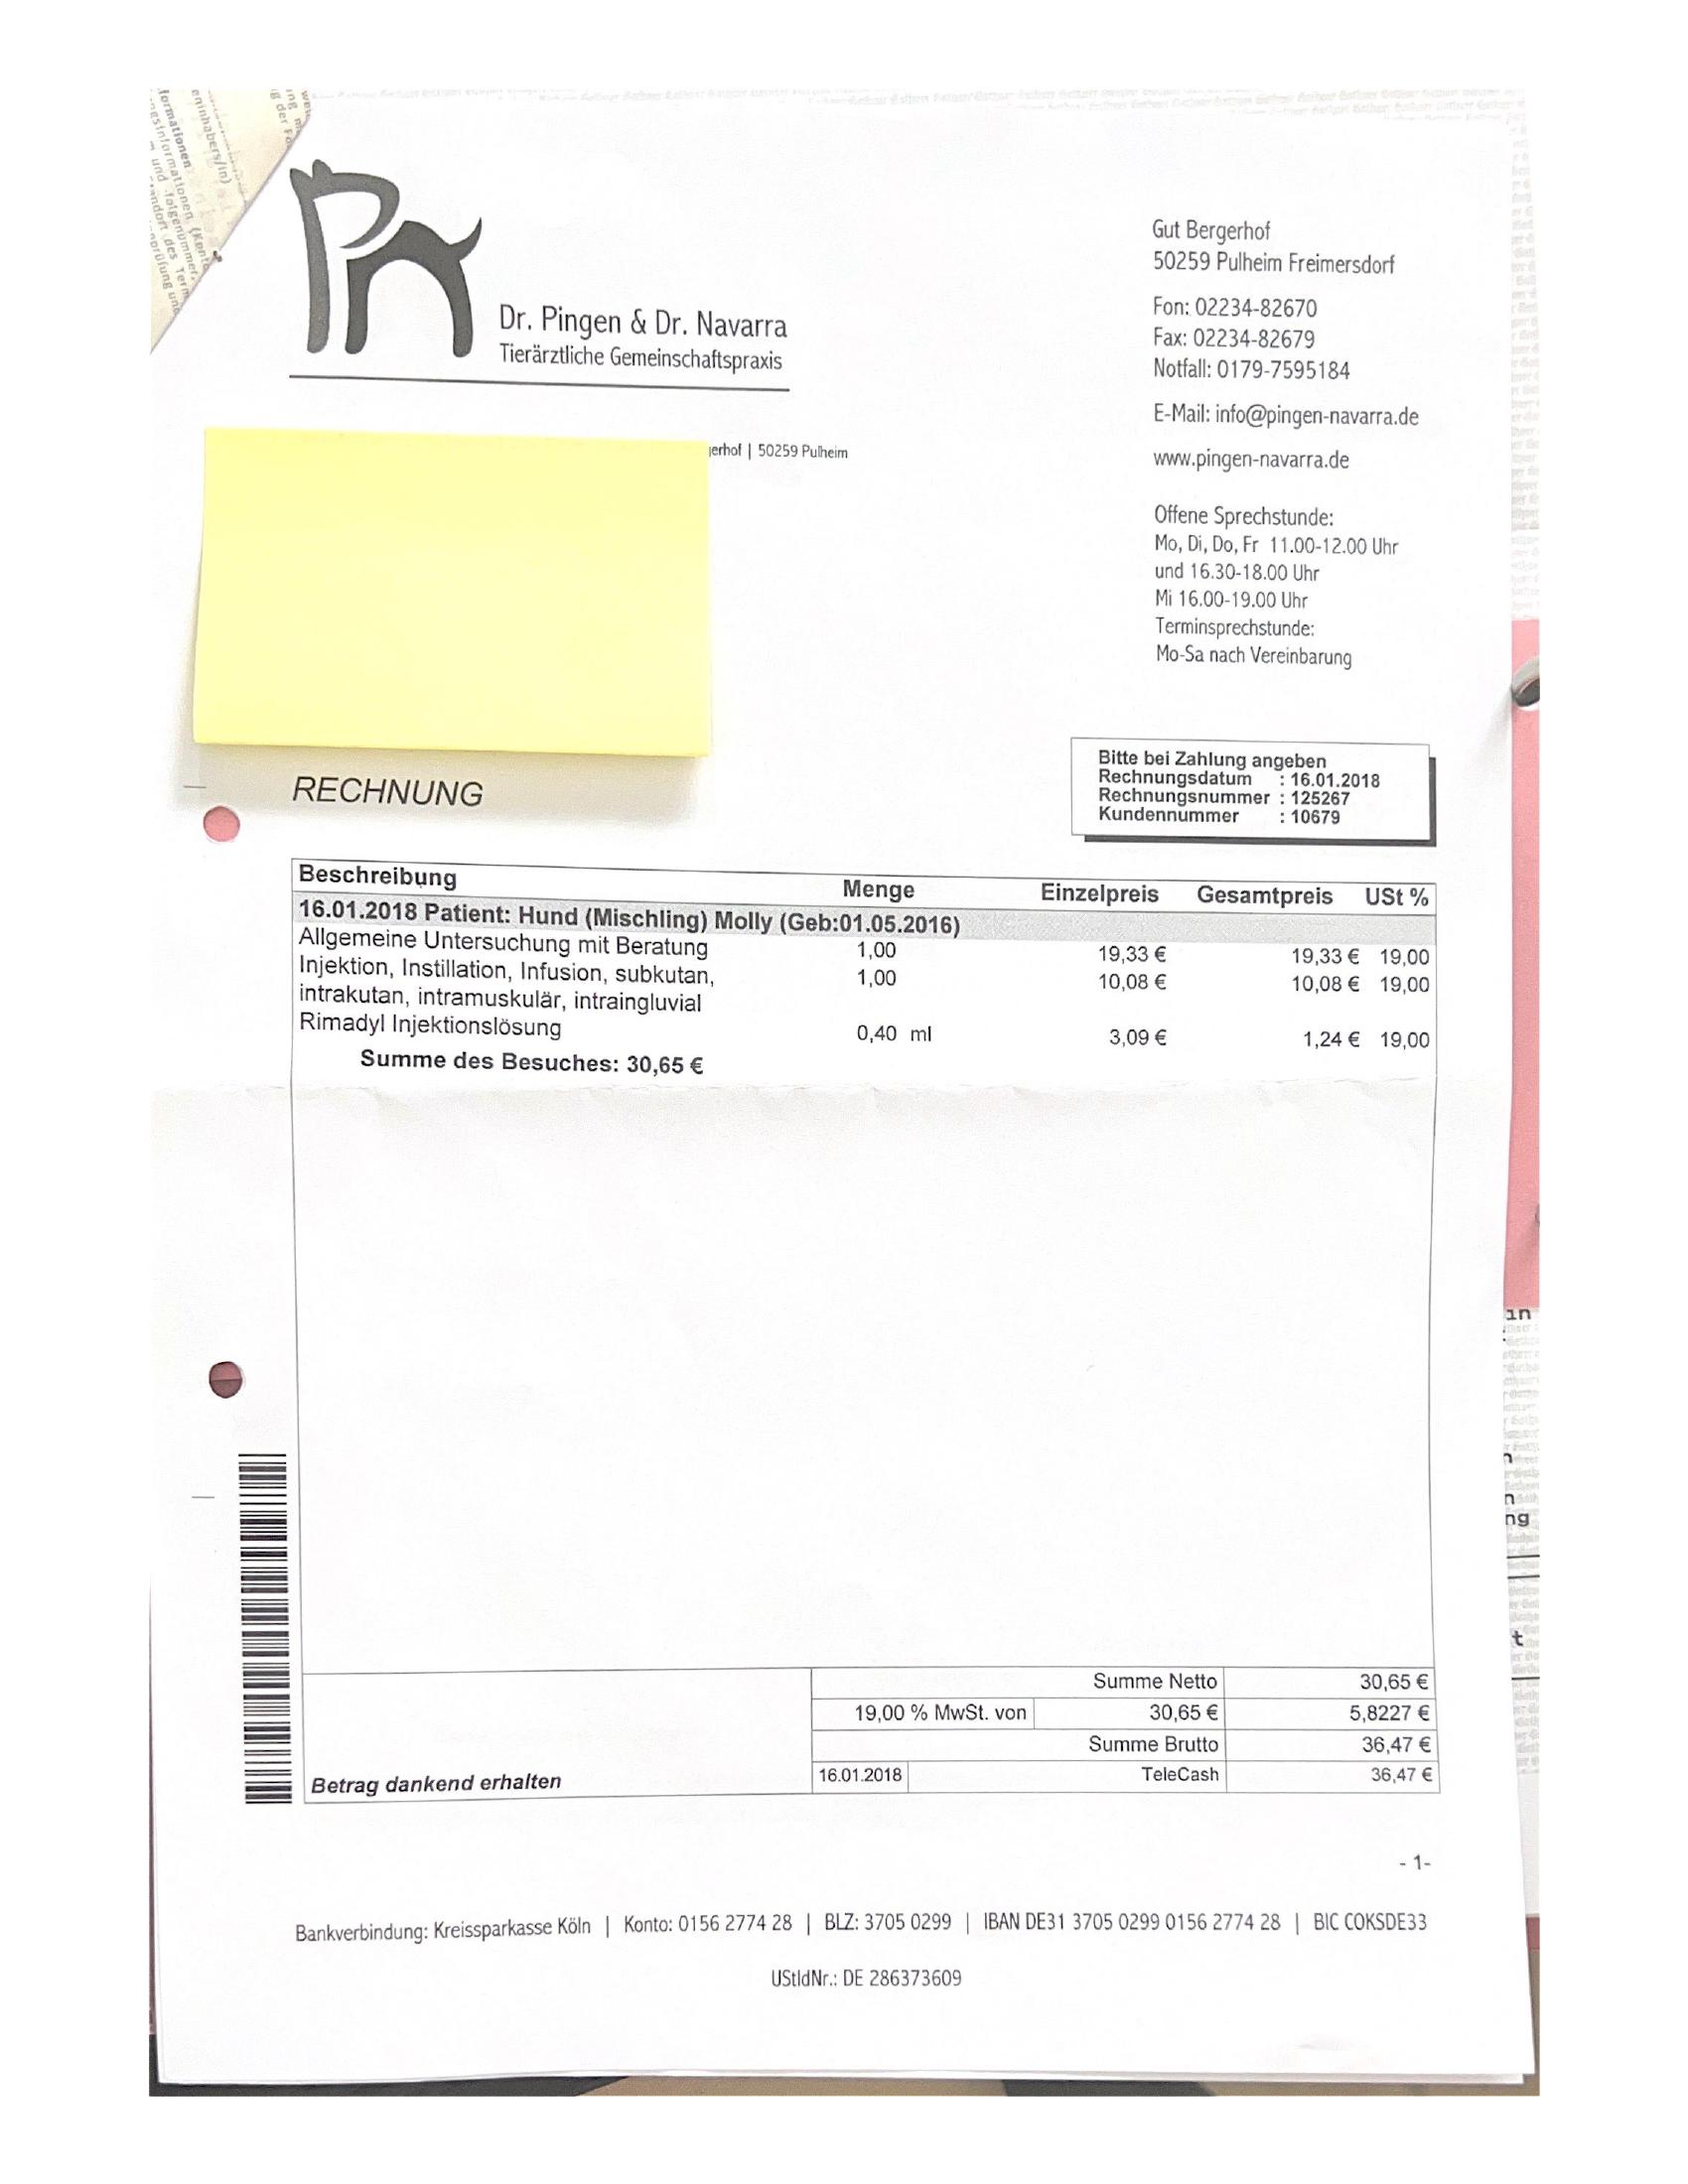 Dr. Pingen & Dr. Navarra
Tierärztliche Gemeinschaftspraxis
Gut Bergerhof
50259 Pulheim Freimersdorf
Fon: 02234-82670
Fax: 02234-82679
Notfall: 0179-7595184
E-Mail: info@pingen-navarra.de
www.pingen-navarra.de
Offene Sprechstunde:
Mo, Di, Do, Fr 11.00-12.00 Uhr
und 16.30-18.00 Uhr
Mi 16.00-19.00 Uhr
Terminsprechstunde:
Mo-Sa nach Vereinbarung
erhof | 50259 Pulheim
Bitte bei Zahlung angeben
Rechnungsdatum : 16.01.2018
Rechnungsnummer : 125267
Kundennummer : 10679
RECHNUNG
Beschreibung Menge Einzelpreis Gesamtpreis USt %
16.01.2018 Patient: Hund (Mischling) Molly (Geb:01.05.2016)
Allgemeine Untersuchung mit Beratung 1,00 19,33 € 19,33 € 19,00
Injektion, Instillation, Infusion, subkutan, 1,00 10,08 € 10,08 € 19,00
intrakutan, intramuskulär, intraingluvial
Rimadyl Injektionslösung 0,40 ml 3,09 € 1,24 € 19,00
Summe des Besuches: 30,65 €
Summe Netto 30,65 €
19,00 % MwSt. von 30,65 € 5,8227 €
Summe Brutto 36,47 €
Betrag dankend erhalten 16.01.2018 TeleCash 36,47 €
- 1-
Bankverbindung: Kreissparkasse Köln | Konto: 0156 2774 28 | BLZ: 3705 0299 | IBAN DE31 3705 0299 0156 2774 28 | BIC COKSDE33
UStIdNr.: DE 286373609